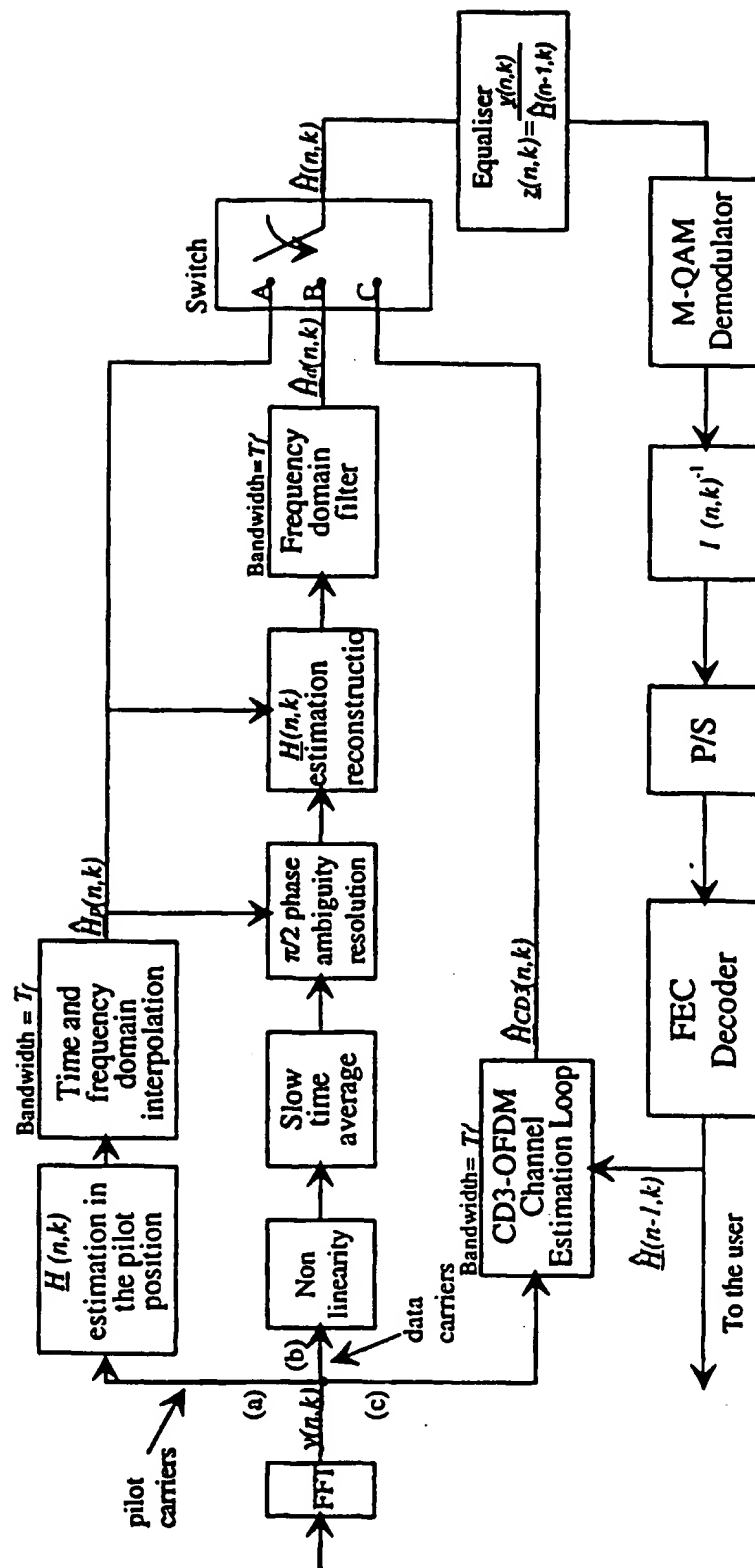 pilot
carriers
FFT
y(n,k)
(a)
(b)
(c)
data
carriers
H (n,k)
estimation in
the pilot
position
Bandwidth = Tf
Time and
frequency
domain
interpolation
Ĥp(n,k)
Non
linearity
Slow
time
average
π/2 phase
ambiguity
resolution
H(n,k)
estimation
reconstructio
Bandwidth= Tf
Frequency
domain
filter
Ĥd(n,k)
Switch
A
B
C
Ĥ(n,k)
Bandwidth= Tf
CD3-OFDM
Channel
Estimation Loop
ĤCD3(n,k)
Ĥ(n-1,k)
Equaliser
z(n,k)= y(n,k)
Ĥ(n-1,k)
M-QAM
Demodulator
I (n,k)⁻¹
P/S
FEC
Decoder
To the user